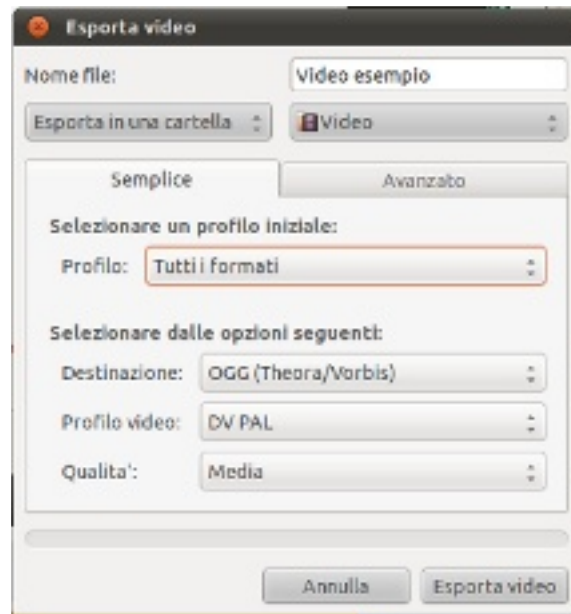 Esporta video
Nome file: Video esempio
Esporta in una cartella Video
Semplice Avanzato
Selezionare un profilo iniziale:
Profilo: Tutti i formati
Selezionare dalle opzioni seguenti:
Destinazione: OGG (Theora/Vorbis)
Profilo video: DV PAL
Qualita': Media
Annulla Esporta video